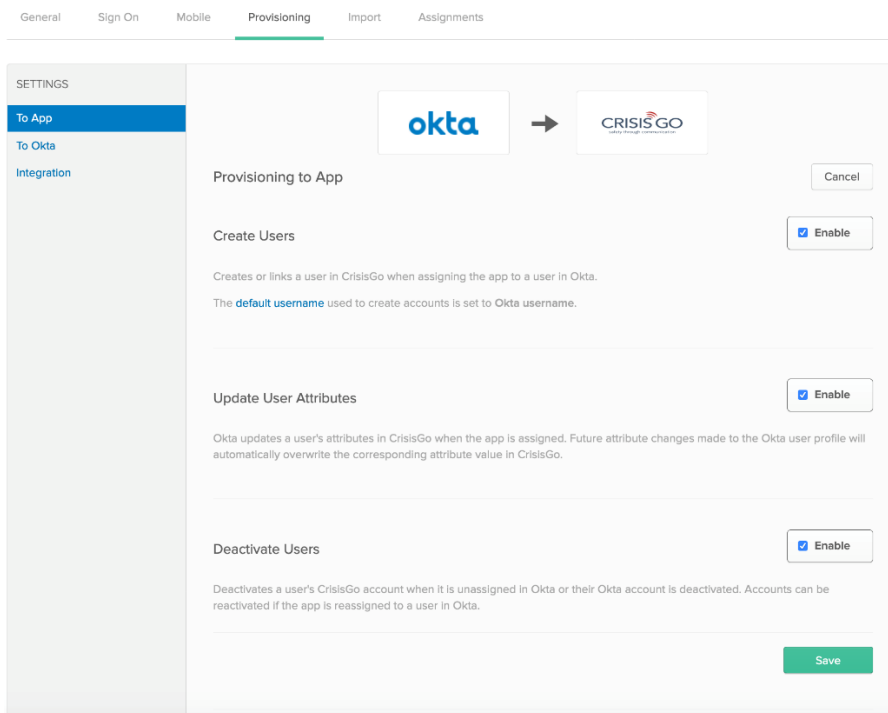 General Sign On Mobile Provisioning Import Assignments
SETTINGS
To App
To Okta
Integration
okta
CRISIS GO
safety through communication
Provisioning to App
Cancel
Create Users
Enable
Creates or links a user in CrisisGo when assigning the app to a user in Okta.
The default username used to create accounts is set to Okta username.
Update User Attributes
Enable
Okta updates a user's attributes in CrisisGo when the app is assigned. Future attribute changes made to the Okta user profile will
automatically overwrite the corresponding attribute value in CrisisGo.
Deactivate Users
Enable
Deactivates a user's CrisisGo account when it is unassigned in Okta or their Okta account is deactivated. Accounts can be
reactivated if the app is reassigned to a user in Okta.
Save